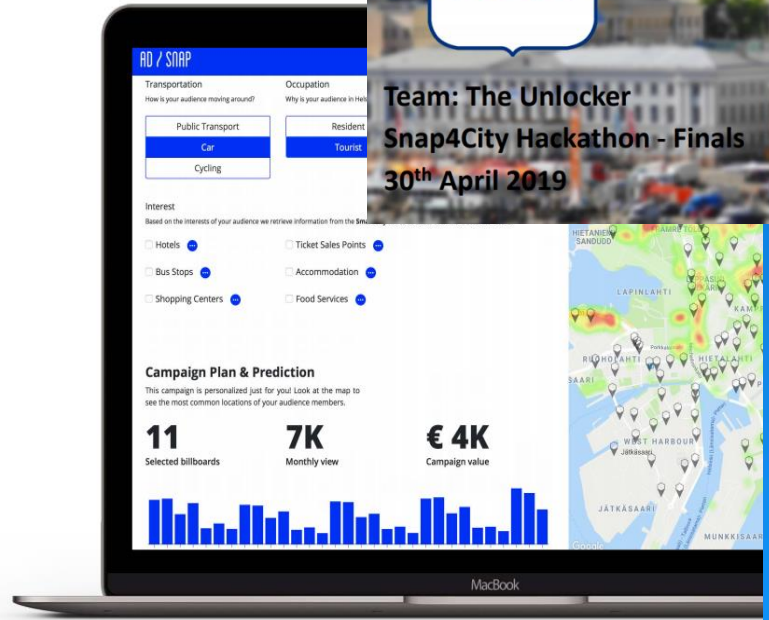 AD / SNAP
Team: The Unlocker
Snap4City Hackathon - Finals
30th April 2019
Transportation
How is your audience moving around?
Public Transport
Car
Cycling
Occupation
Why is your audience in
Resident
Tourist
Interest
Based on the interests of your audience we retrieve information from the
Hotels
Ticket Sales Points
Bus Stops
Accommodation
Shopping Centers
Food Services
Campaign Plan & Prediction
This campaign is personalized just for you! Look at the map to
see the most common locations of your audience members.
11
Selected billboards
7K
Monthly view
€ 4K
Campaign value
HIETANIEMI
SANDUDD
LAPINLAHTI
RUOHOLAHTI
HIETALAHTI
WEST HARBOUR
Jätkäsaari
JÄTKÄSAARI
MUNKKISAAR
Google
MacBook